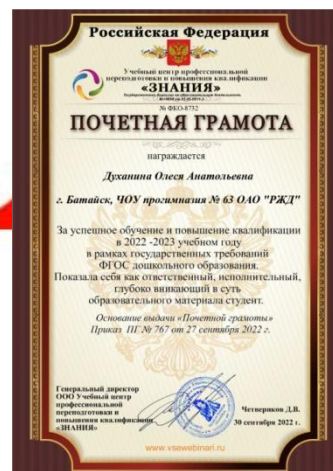 Российская Федерация
Учебный центр профессиональной
переподготовки и повышения квалификации
«ЗНАНИЯ»
№ ФКО-8732
ПОЧЕТНАЯ ГРАМОТА
награждается
Духанина Олеся Анатольевна
г. Батайск, ЧОУ прогимназия № 63 ОАО "РЖД"
За успешное обучение и повышение квалификации
в 2022 -2023 учебном году
в рамках государственных требований
ФГОС дошкольного образования.
Показала себя как ответственный, исполнительный,
глубоко вникающий в суть
образовательного материала студент.
Основание выдачи «Почетной грамоты»
Приказ ПГ № 767 от 27 сентября 2022 г.
Генеральный директор
ООО Учебный центр
профессиональной
переподготовки и
повышения квалификации
«ЗНАНИЯ»
Четвериков Д.В.
30 сентября 2022 г.
www.vsewebinari.ru